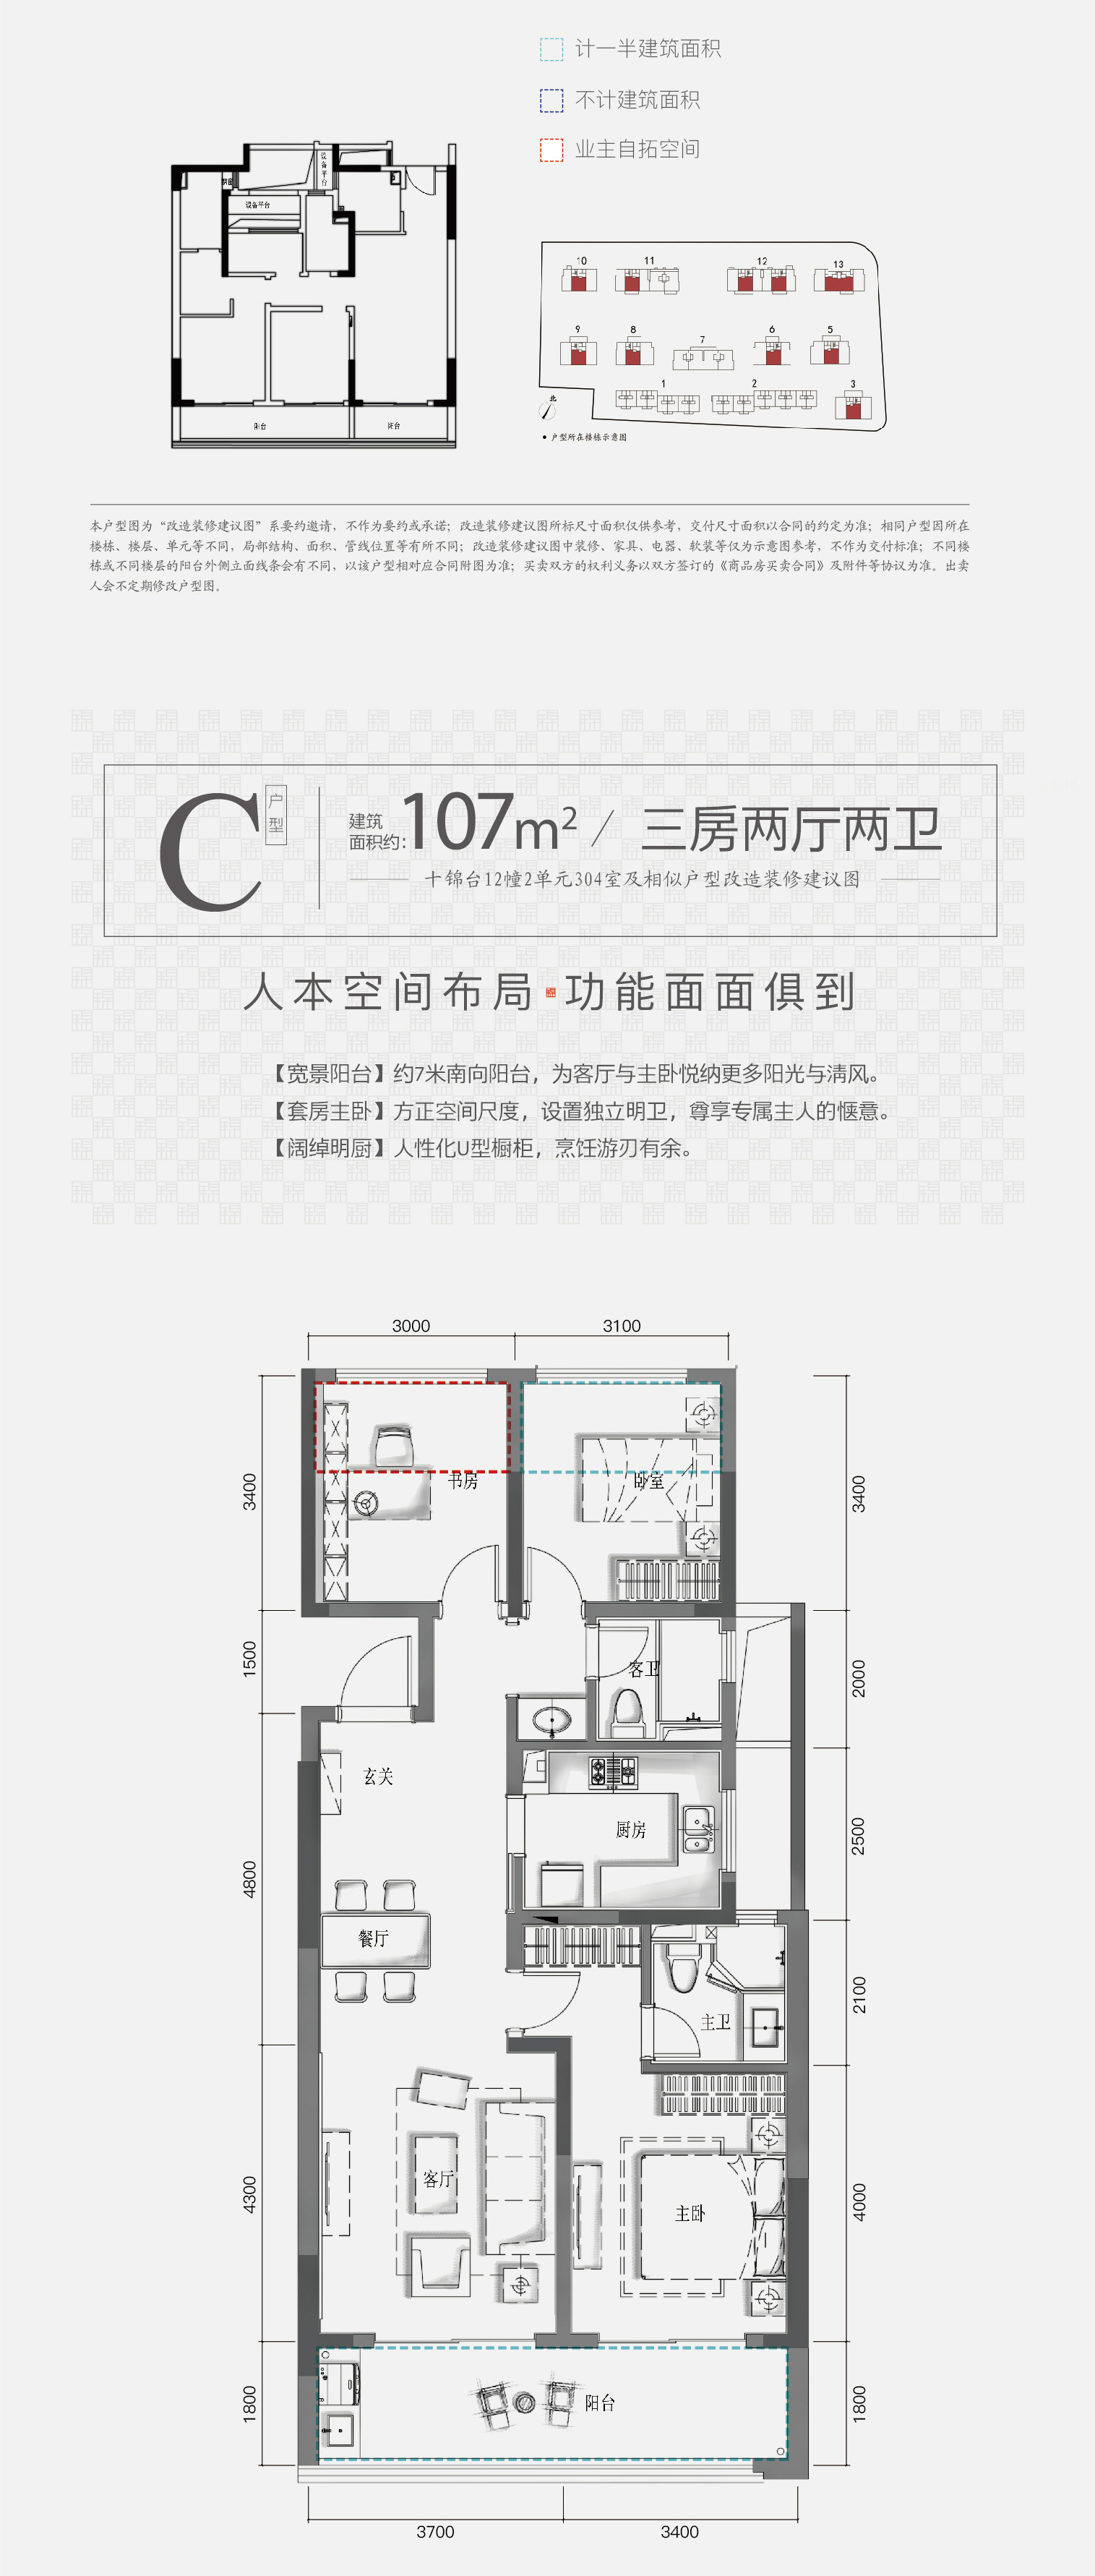 计一半建筑面积
不计建筑面积
业主自拓空间
设备平台
设备平台
阳台
阳台
10
11
12
13
9
8
7
6
5
1
2
3
北
● 户型所在楼栋示意图
本户型图为“改造装修建议图”系要约邀请，不作为要约或承诺；改造装修建议图所标尺寸面积仅供参考，交付尺寸面积以合同的约定为准；相同户型因所在
楼栋、楼层、单元等不同，局部结构、面积、管线位置等有所不同；改造装修建议图中装修、家具、电器、软装等仅为示意图参考，不作为交付标准；不同楼
栋或不同楼层的阳台外侧立面线条会有不同，以该户型相对应合同附图为准；买卖双方的权利义务以双方签订的《商品房买卖合同》及附件等协议为准。出卖
人会不定期修改户型图。
C户型
建筑面积约：107m² / 三房两厅两卫
十锦台12幢2单元304室及相似户型改造装修建议图
人本空间布局·功能面面俱到
【宽景阳台】约7米南向阳台，为客厅与主卧悦纳更多阳光与清风。
【套房主卧】方正空间尺度，设置独立明卫，尊享专属主人的惬意。
【阔绰明厨】人性化U型橱柜，烹饪游刃有余。
3000
3100
3400
书房
卧室
3400
1500
客卫
2000
玄关
厨房
2500
4800
餐厅
2100
主卫
4300
客厅
主卧
4000
1800
阳台
1800
3700
3400